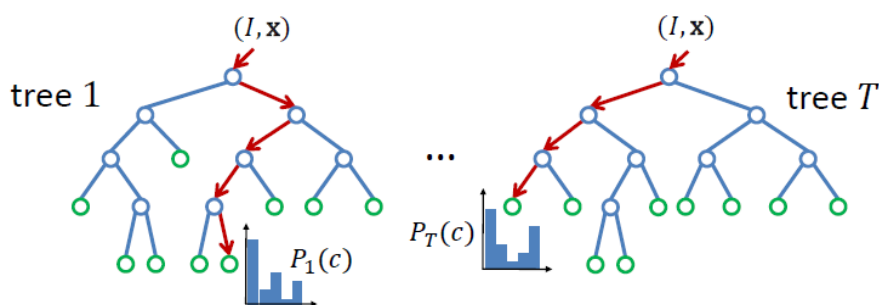 (I, x)
(I, x)
tree 1
tree T
...
P_T(c)
P_1(c)